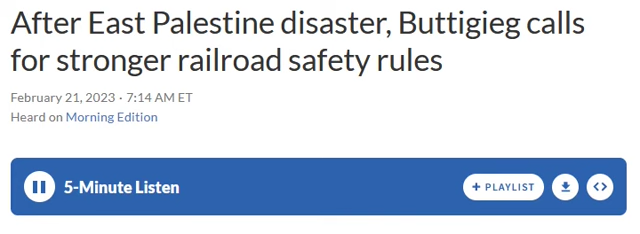 After East Palestine disaster, Buttigieg calls
for stronger railroad safety rules
February 21, 2023 · 7:14 AM ET
Heard on Morning Edition
5-Minute Listen
+ PLAYLIST